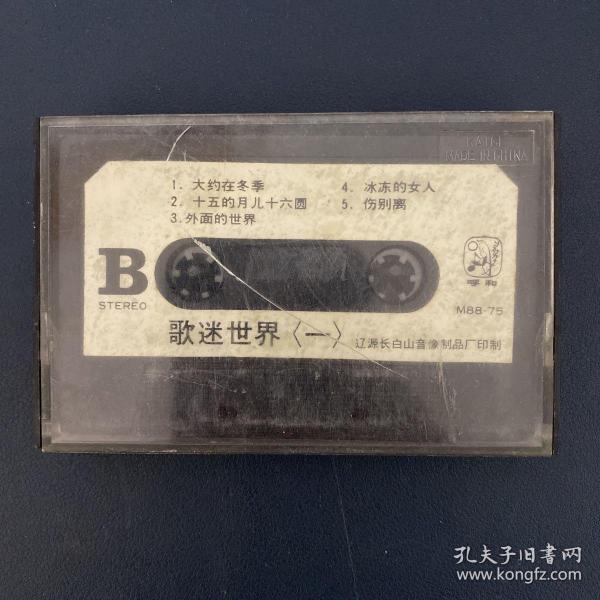 MADE IN CHINA
1. 大约在冬季
2. 十五的月儿十六圆
3.外面的世界
4. 冰冻的女人
5. 伤别离
B
STEREO
呼和
M88-75
歌迷世界〈一〉
辽源长白山音像制品厂印制
孔夫子旧书网
www.kongfz.com